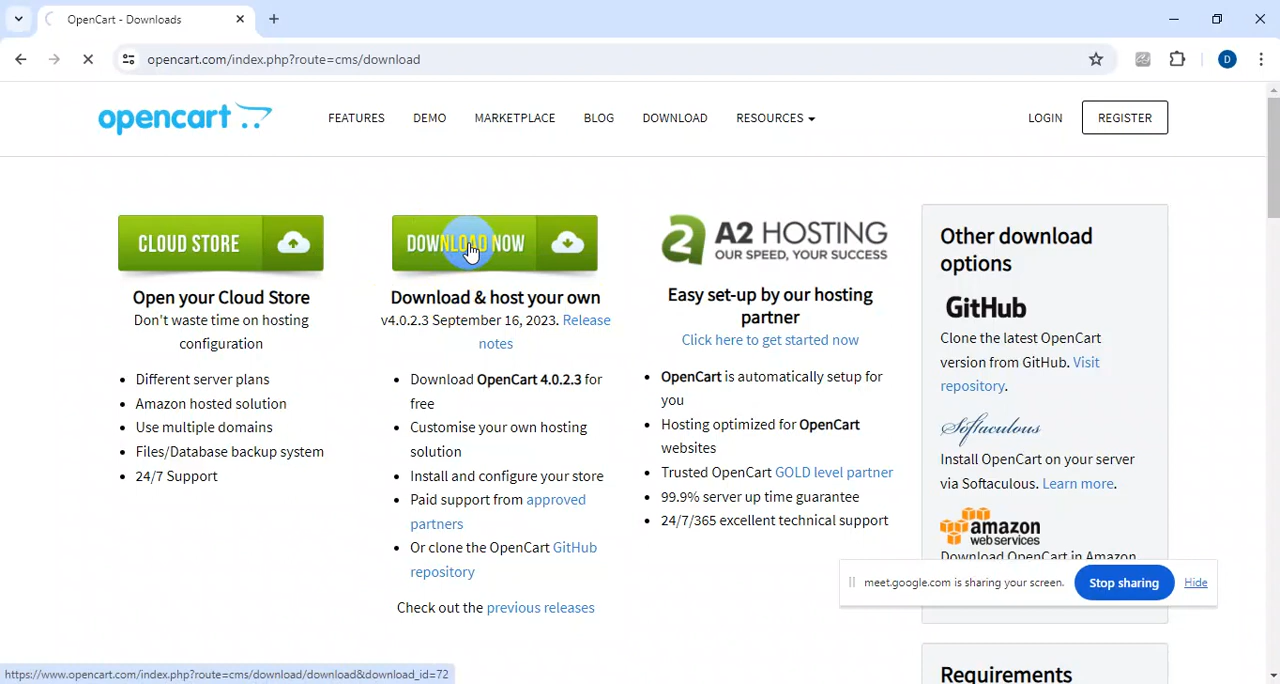 OpenCart - Downloads
opencart.com/index.php?route=cms/download
D
opencart
FEATURES
DEMO
MARKETPLACE
BLOG
DOWNLOAD
RESOURCES
LOGIN
REGISTER
CLOUD STORE
Open your Cloud Store
Don't waste time on hosting
configuration
Different server plans
Amazon hosted solution
Use multiple domains
Files/Database backup system
24/7 Support
DOWNLOAD NOW
Download & host your own
v4.0.2.3 September 16, 2023. Release
notes
Download OpenCart 4.0.2.3 for
free
Customise your own hosting
solution
Install and configure your store
Paid support from approved
partners
Or clone the OpenCart GitHub
repository
Check out the previous releases
2 A2 HOSTING
OUR SPEED, YOUR SUCCESS
Easy set-up by our hosting
partner
Click here to get started now
OpenCart is automatically setup for
you
Hosting optimized for OpenCart
websites
Trusted OpenCart GOLD level partner
99.9% server up time guarantee
24/7/365 excellent technical support
Other download
options
GitHub
Clone the latest OpenCart
version from GitHub. Visit
repository.
Softaculous
Install OpenCart on your server
via Softaculous. Learn more.
amazon
web services
Download OpenCart in Amazon
meet.google.com is sharing your screen.
Stop sharing
Hide
Requirements
https://www.opencart.com/index.php?route=cms/download/download&download_id=72